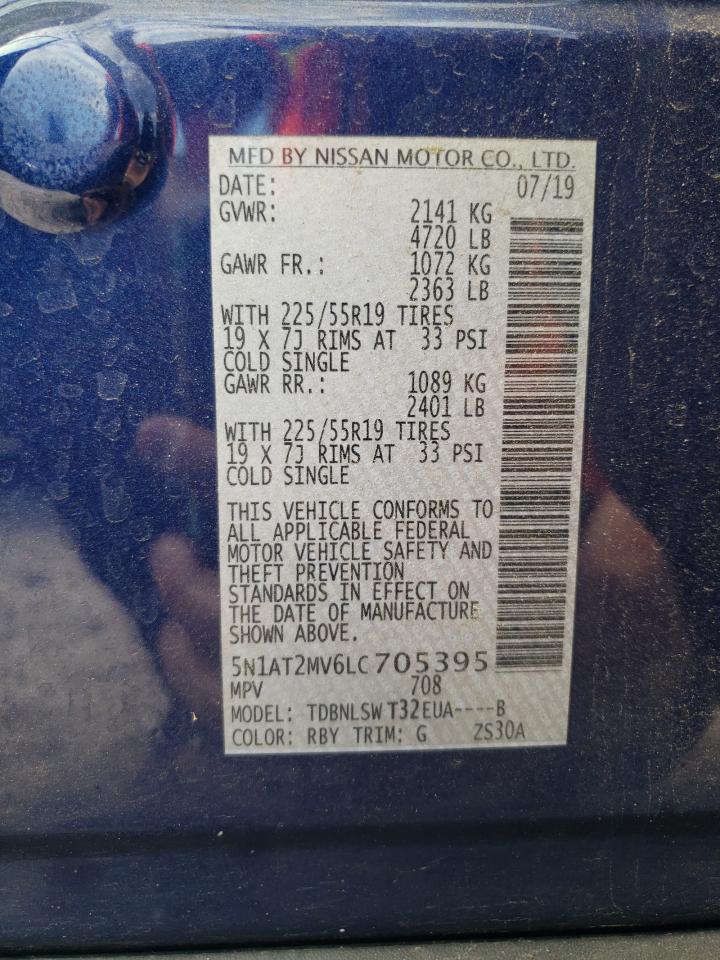 MFD BY NISSAN MOTOR CO., LTD.
DATE: 07/19
GVWR: 2141 KG
4720 LB
GAWR FR.: 1072 KG
2363 LB
WITH 225/55R19 TIRES
19 X 7J RIMS AT 33 PSI
COLD SINGLE
GAWR RR.: 1089 KG
2401 LB
WITH 225/55R19 TIRES
19 X 7J RIMS AT 33 PSI
COLD SINGLE
THIS VEHICLE CONFORMS TO
ALL APPLICABLE FEDERAL
MOTOR VEHICLE SAFETY AND
THEFT PREVENTION
STANDARDS IN EFFECT ON
THE DATE OF MANUFACTURE
SHOWN ABOVE.
5N1AT2MV6LC705395
MPV 708
MODEL: TDBNLSW T32EUA----B
COLOR: RBY TRIM: G ZS30A